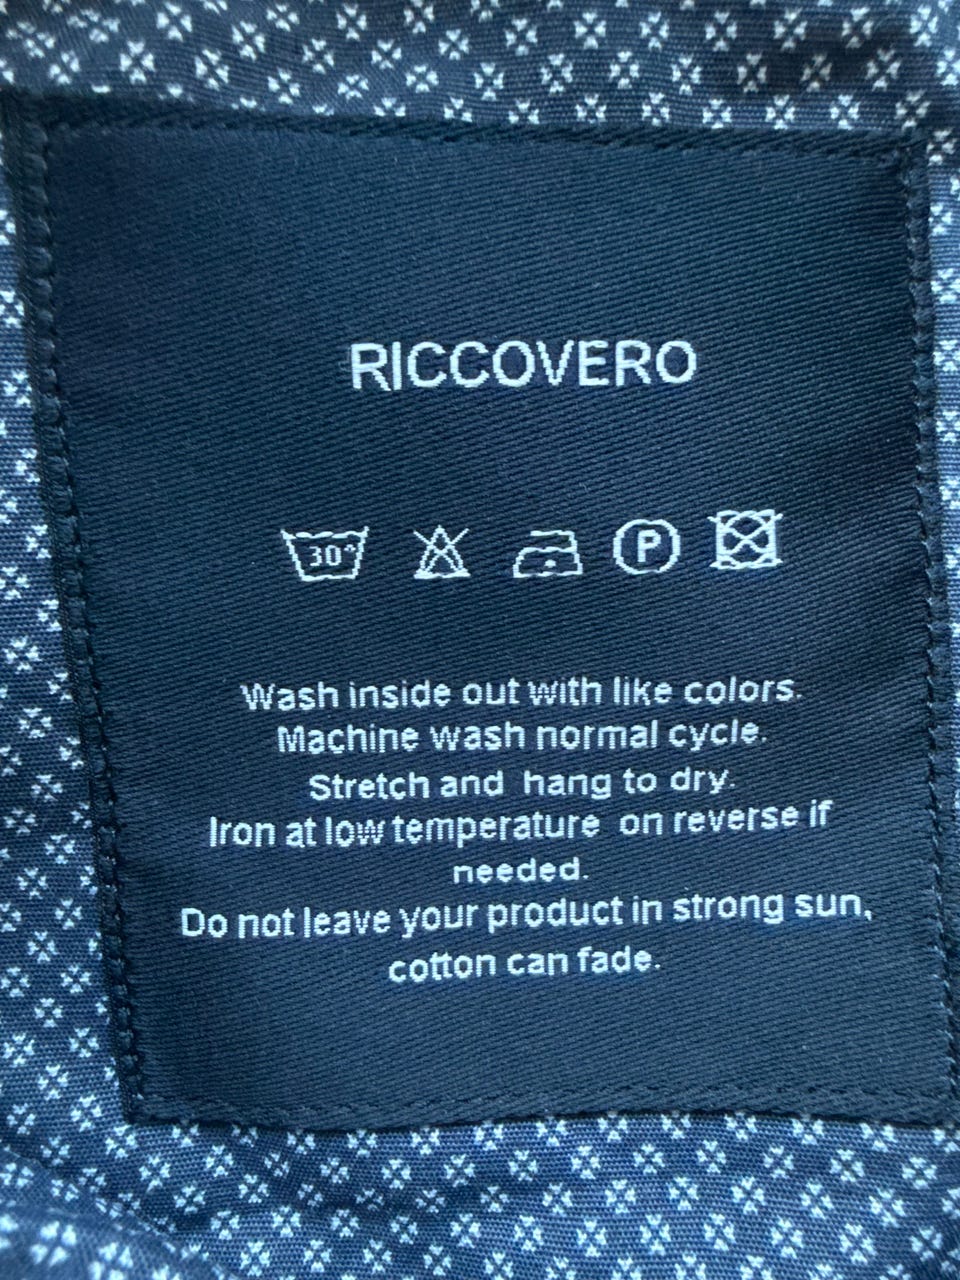 RICCOVERO
30° P
Wash inside out with like colors.
Machine wash normal cycle.
Stretch and hang to dry.
Iron at low temperature on reverse if
needed.
Do not leave your product in strong sun,
cotton can fade.